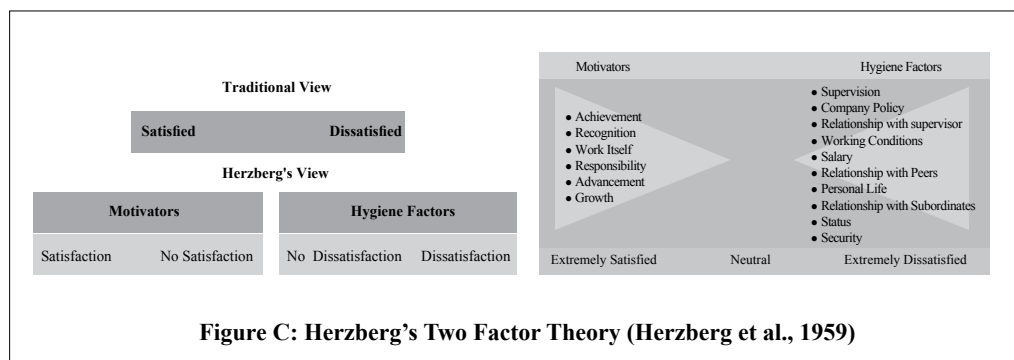 Traditional View
Satisfied Dissatisfied
Herzberg's View
Motivators Hygiene Factors
Satisfaction No Satisfaction No Dissatisfaction Dissatisfaction
Motivators Hygiene Factors
● Achievement
● Recognition
● Work Itself
● Responsibility
● Advancement
● Growth
● Supervision
● Company Policy
● Relationship with supervisor
● Working Conditions
● Salary
● Relationship with Peers
● Personal Life
● Relationship with Subordinates
● Status
● Security
Extremely Satisfied Neutral Extremely Dissatisfied
Figure C: Herzberg’s Two Factor Theory (Herzberg et al., 1959)